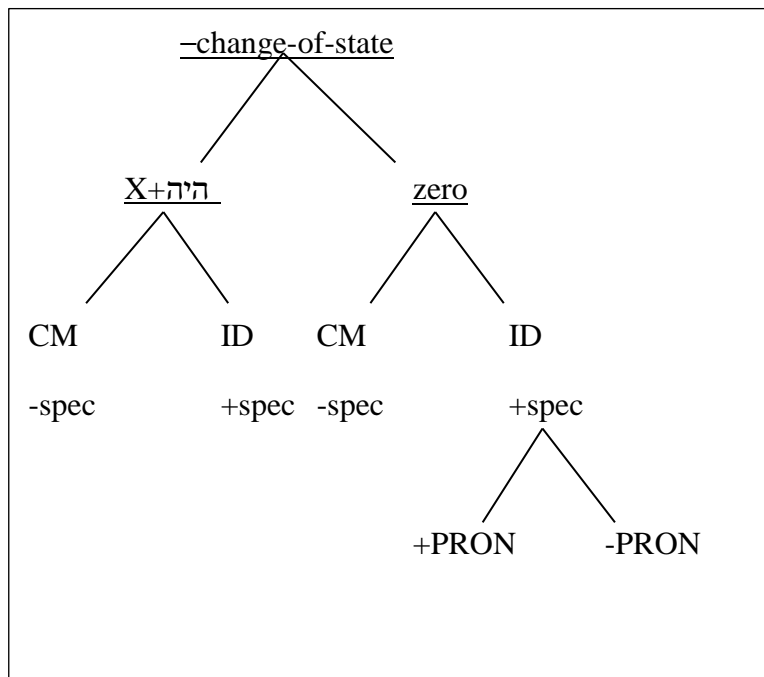 –change-of-state
X+היה zero
CM ID CM ID
-spec +spec -spec +spec
+PRON -PRON